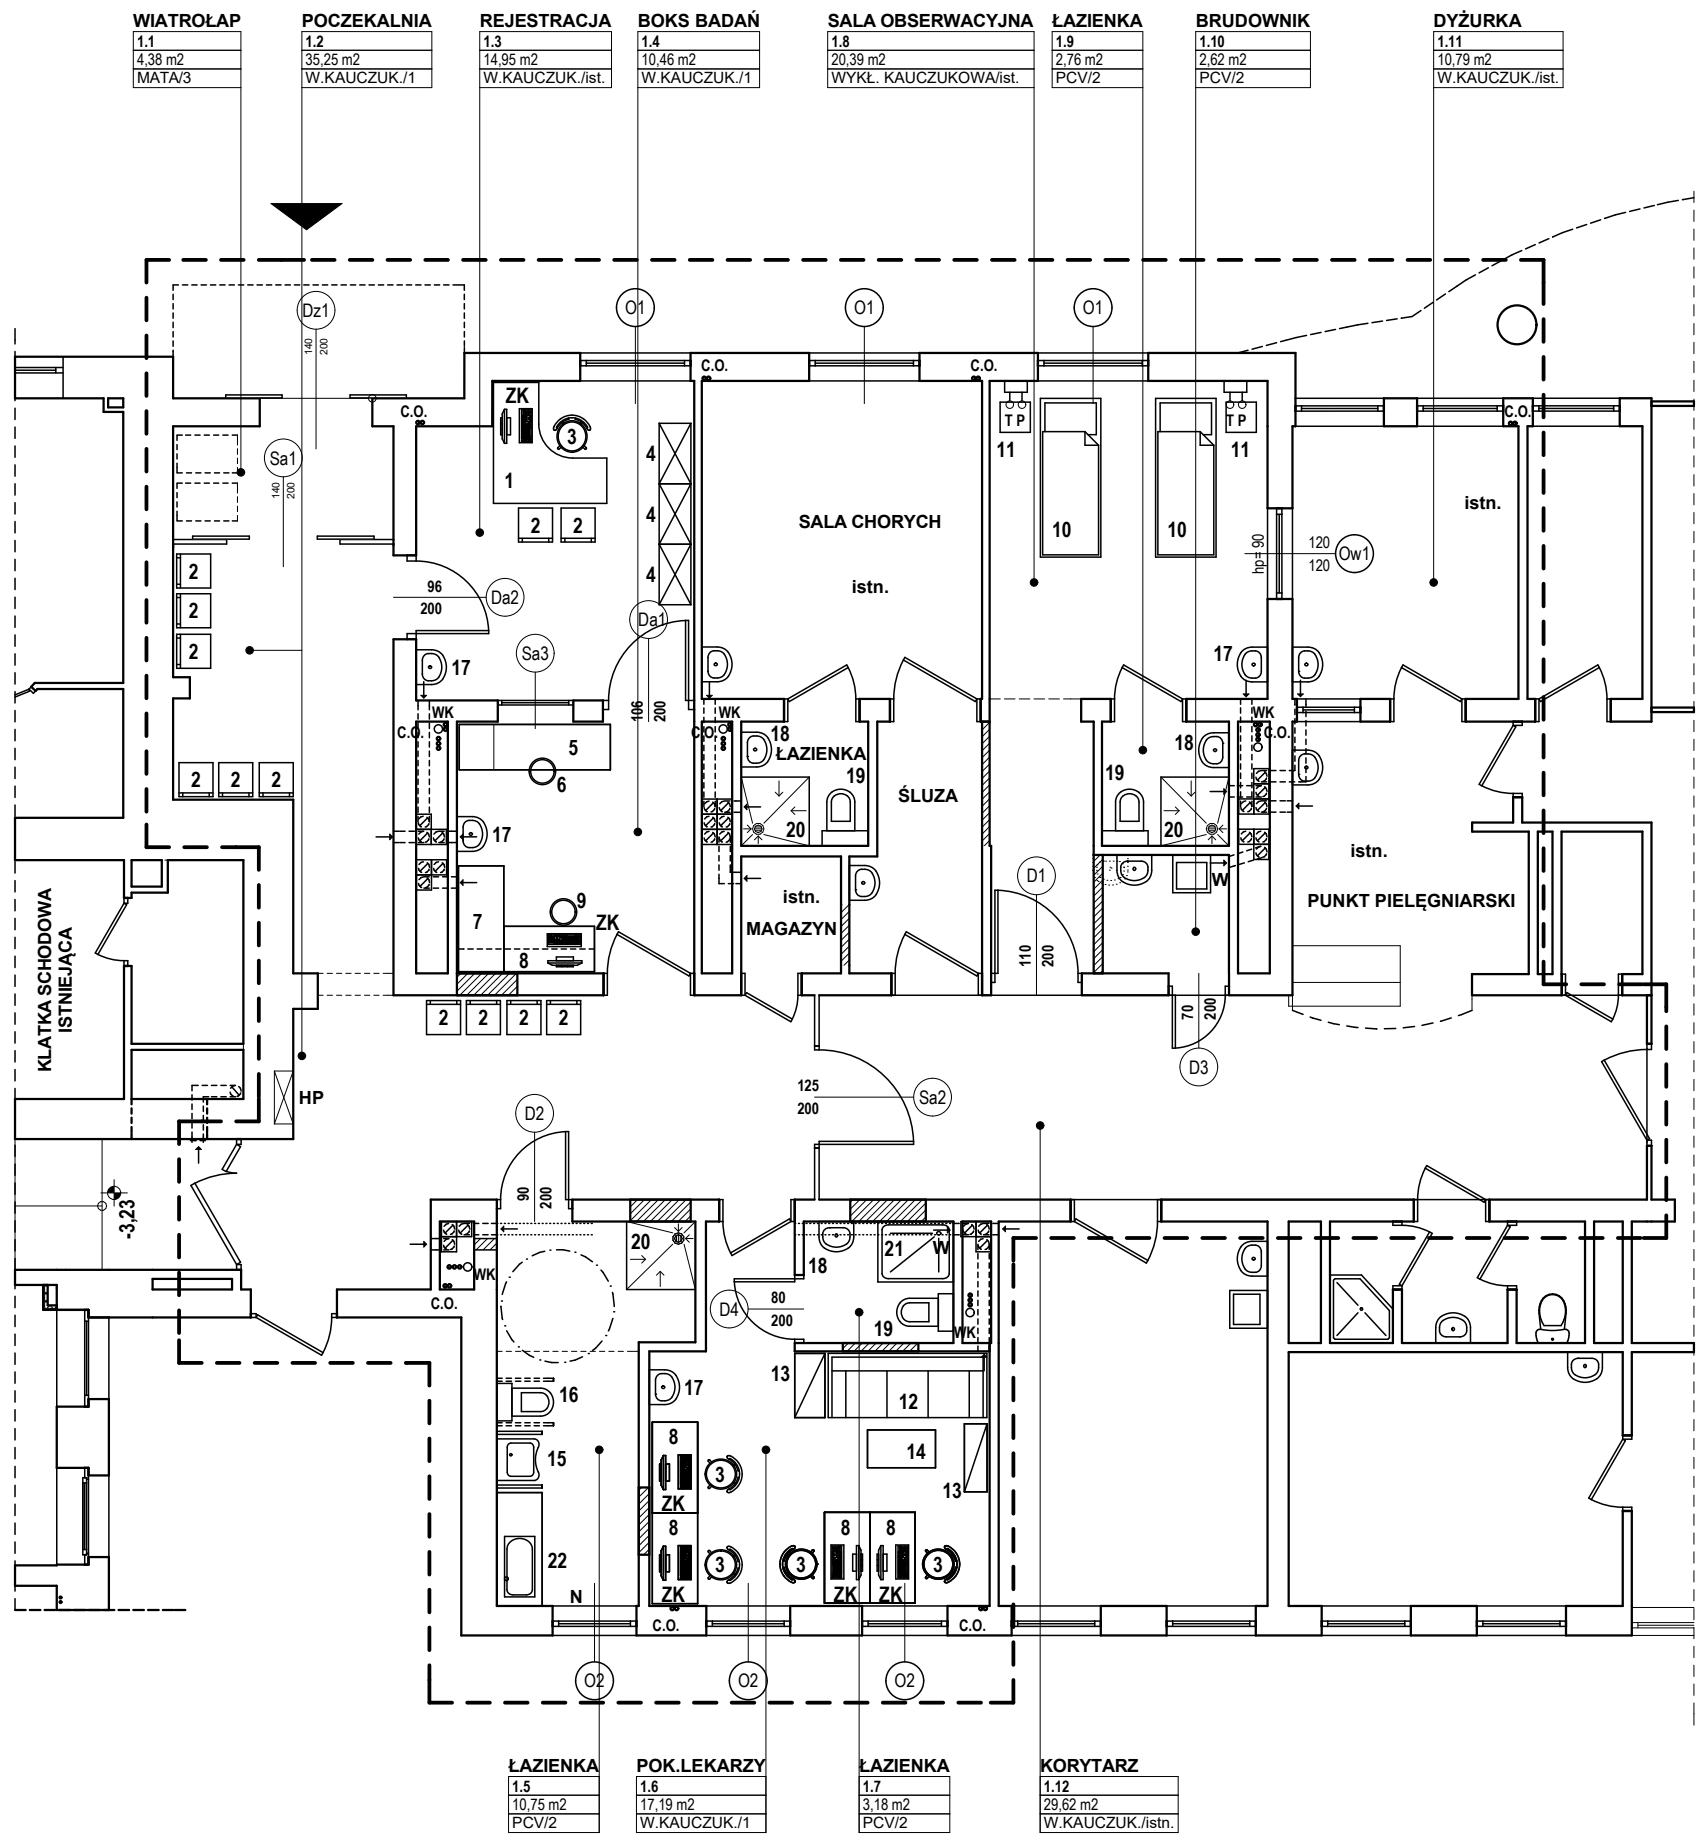 WIATROŁAP
1.1
4,38 m2
MATA/3
POCZEKALNIA
1.2
35,25 m2
W.KAUCZUK./1
REJESTRACJA
1.3
14,95 m2
W.KAUCZUK./ist.
BOKS BADAŃ
1.4
10,46 m2
W.KAUCZUK./1
SALA OBSERWACYJNA
1.8
20,39 m2
WYKŁ. KAUCZUKOWA/ist.
ŁAZIENKA
1.9
2,76 m2
PCV/2
BRUDOWNIK
1.10
2,62 m2
PCV/2
DYŻURKA
1.11
10,79 m2
W.KAUCZUK./ist.
Dz1
140
200
O1
O1
O1
C.O.
C.O.
C.O.
C.O.
Sa1
140
200
ZK
3
1
2
2
4
4
4
T P
11
T P
11
10
10
SALA CHORYCH
istn.
istn.
hp= 90
120
120
Ow1
2
2
2
96
200
Da2
Da1
106
200
Sa3
17
17
WK
C.O.
WK
C.O.
WK
C.O.
2
2
2
5
6
17
18
ŁAZIENKA
19
20
18
19
20
ŚLUZA
7
9
ZK
8
istn.
MAGAZYN
D1
110
200
W
istn.
PUNKT PIELĘGNIARSKI
KLATKA SCHODOWA
ISTNIEJĄCA
2
2
2
2
70
200
D3
HP
125
200
Sa2
D2
90
200
-3,23
20
WK
C.O.
18
21
W
D4
80
200
19
WK
16
17
13
12
15
8
ZK
3
14
13
8
ZK
3
3
8
ZK
8
ZK
3
22
N
C.O.
C.O.
O2
O2
O2
ŁAZIENKA
1.5
10,75 m2
PCV/2
POK.LEKARZY
1.6
17,19 m2
W.KAUCZUK./1
ŁAZIENKA
1.7
3,18 m2
PCV/2
KORYTARZ
1.12
29,62 m2
W.KAUCZUK./istn.